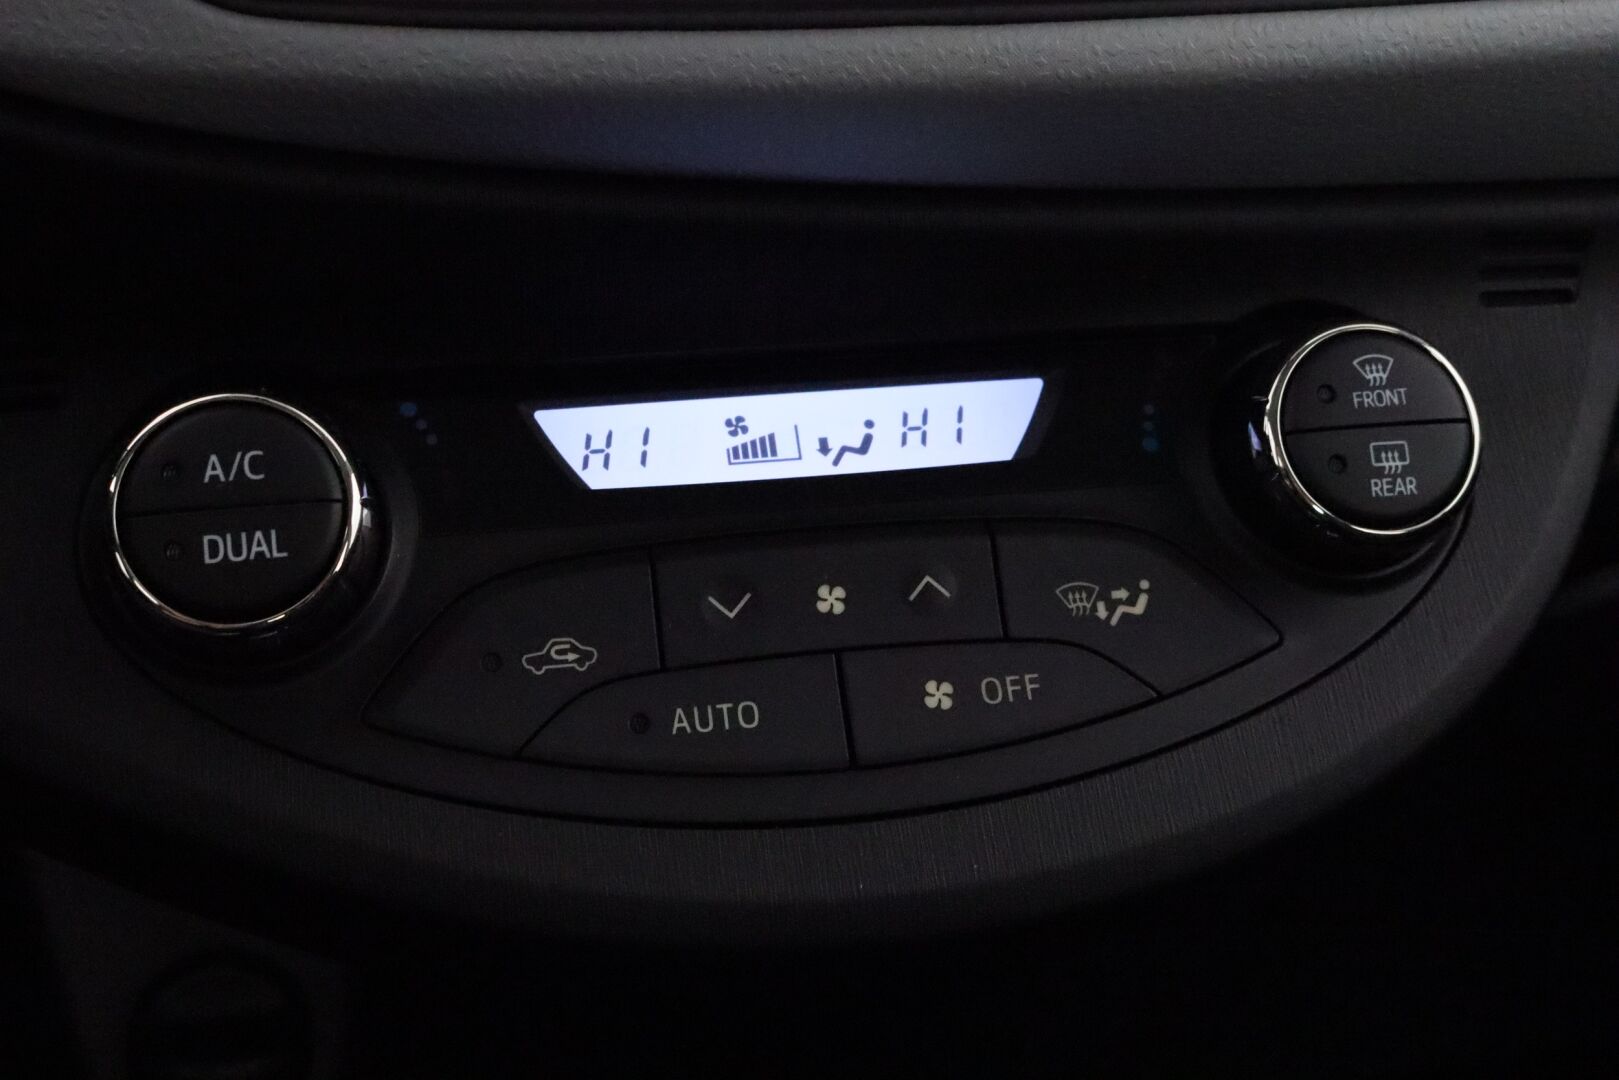 A/C
DUAL
HI
HI
FRONT
REAR
AUTO
OFF